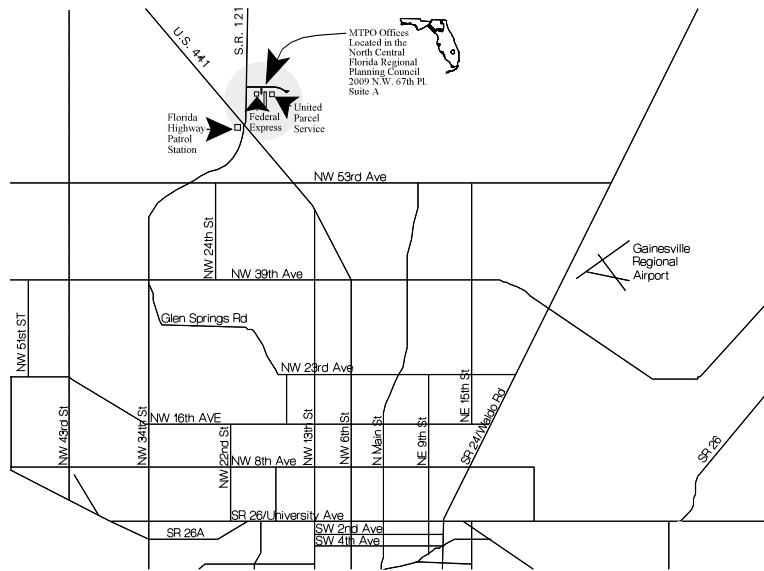 U.S. 441
S.R. 121
MTPO Offices
Located in the
North Central
Florida Regional
Planning Council
2009 N.W. 67th Pl.
Suite A
Florida
Highway
Patrol
Station
Federal
Express
United
Parcel
Service
NW 53rd Ave
NW 24th St
NW 39th Ave
Gainesville
Regional
Airport
NW 51st ST
Glen Springs Rd
NW 23rd Ave
NW 43rd St
NW 34th St
NW 16th AVE
NW 22nd St
NW 13th St
NW 6th St
N Main St
NE 9th St
NE 15th St
SR 24/Waldo Rd
SR 26
NW 8th Ave
SR 26/University Ave
SR 26A
SW 2nd Ave
SW 4th Ave